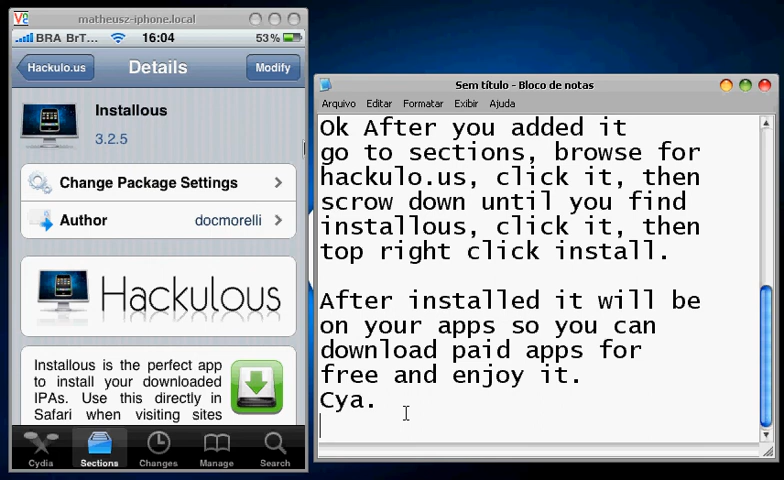 matheusz-iphone.local
BRA BrT...
16:04
53%
Hackulo.us
Details
Modify
Installous
3.2.5
Change Package Settings
Author
docmorelli
Hackulous
Installous is the perfect app
to install your downloaded
IPAs. Use this directly in
Safari when visiting sites
Cydia
Sections
Changes
Manage
Search
Sem título - Bloco de notas
Arquivo Editar Formatar Exibir Ajuda
Ok After you added it
go to sections, browse for
hackulo.us, click it, then
scrow down until you find
installous, click it, then
top right click install.
After installed it will be
on your apps so you can
download paid apps for
free and enjoy it.
Cya.